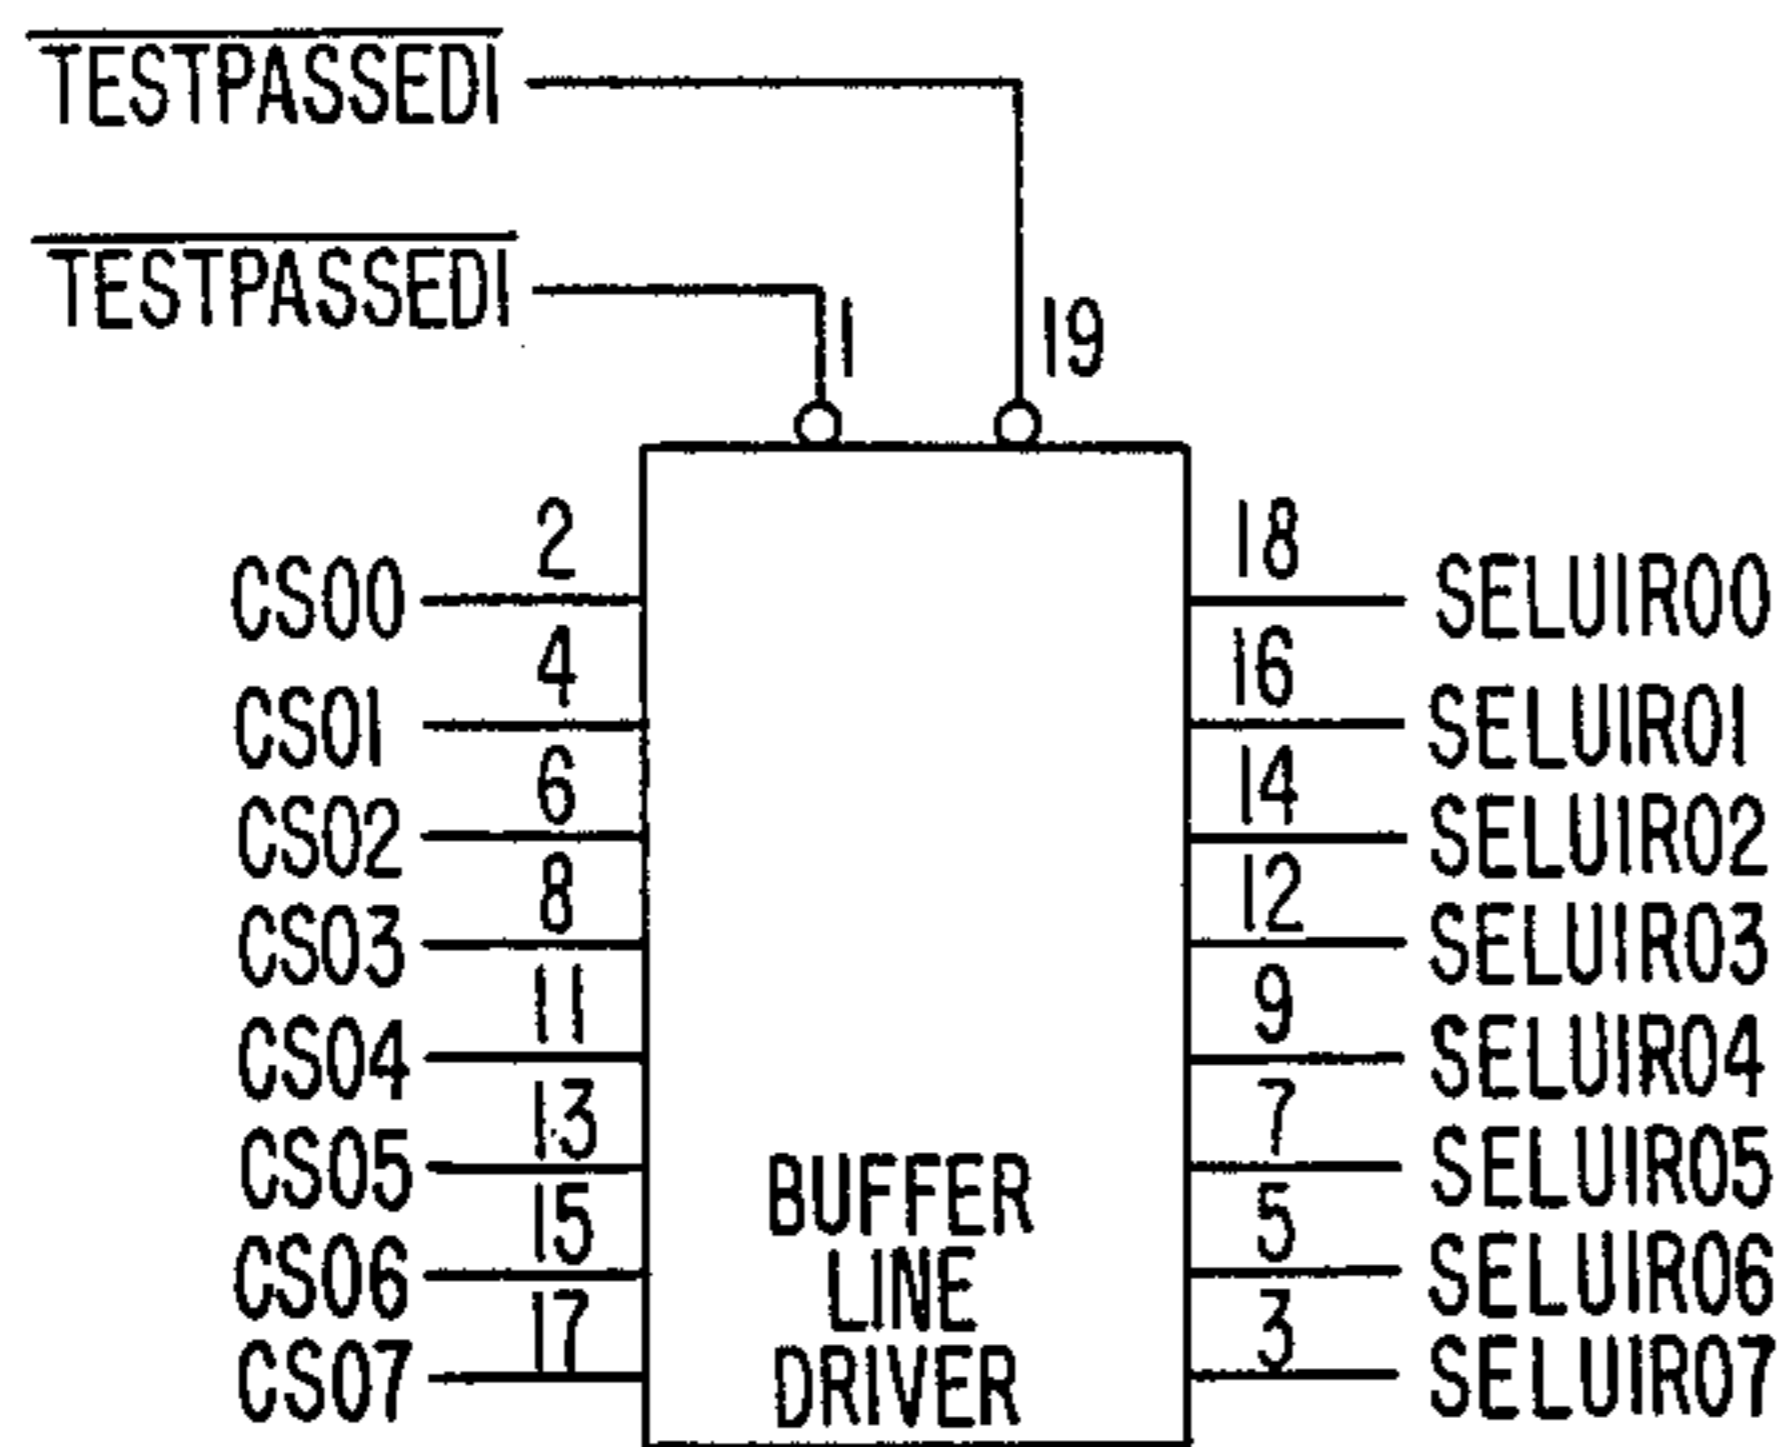 TESTPASSEDI
TESTPASSEDI
1 19
2 18
CS00 SELUIR00
4 16
CS01 SELUIR01
6 14
CS02 SELUIR02
8 12
CS03 SELUIR03
11 9
CS04 SELUIR04
13 7
CS05 SELUIR05
15 5
CS06 SELUIR06
17 3
CS07 SELUIR07
BUFFER
LINE
DRIVER